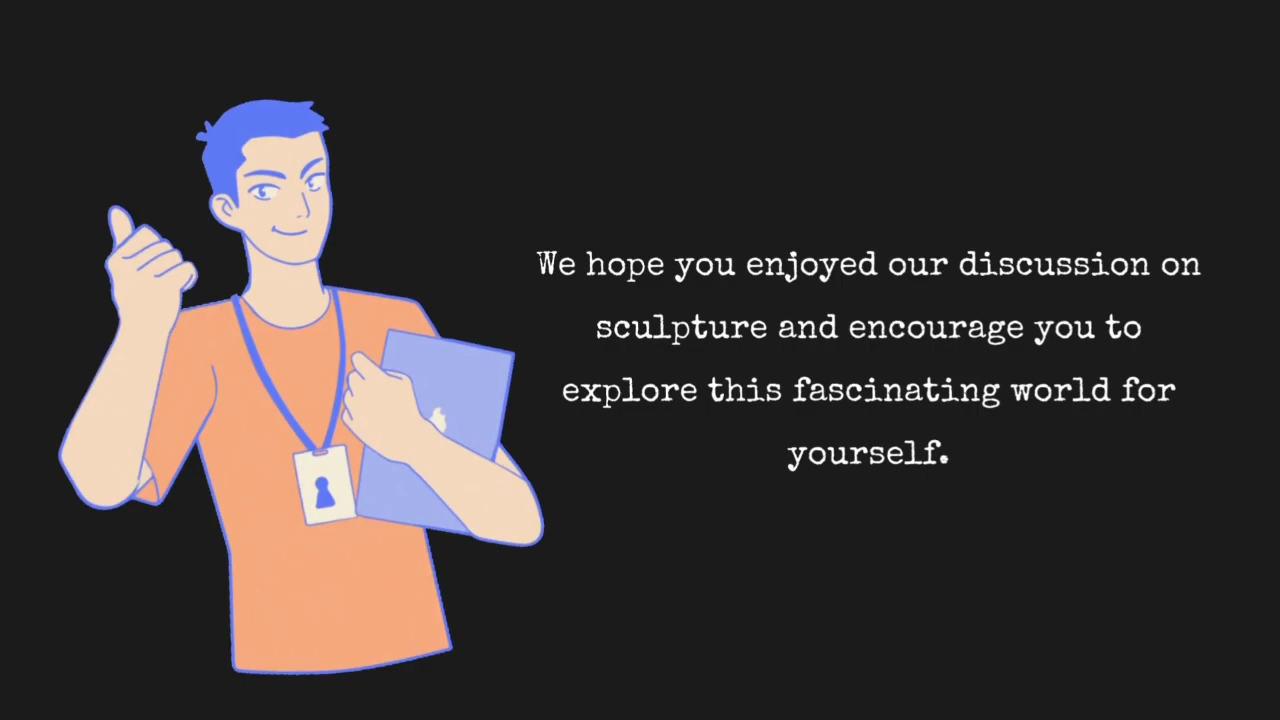 We hope you enjoyed our discussion on
sculpture and encourage you to
explore this fascinating world for
yourself.